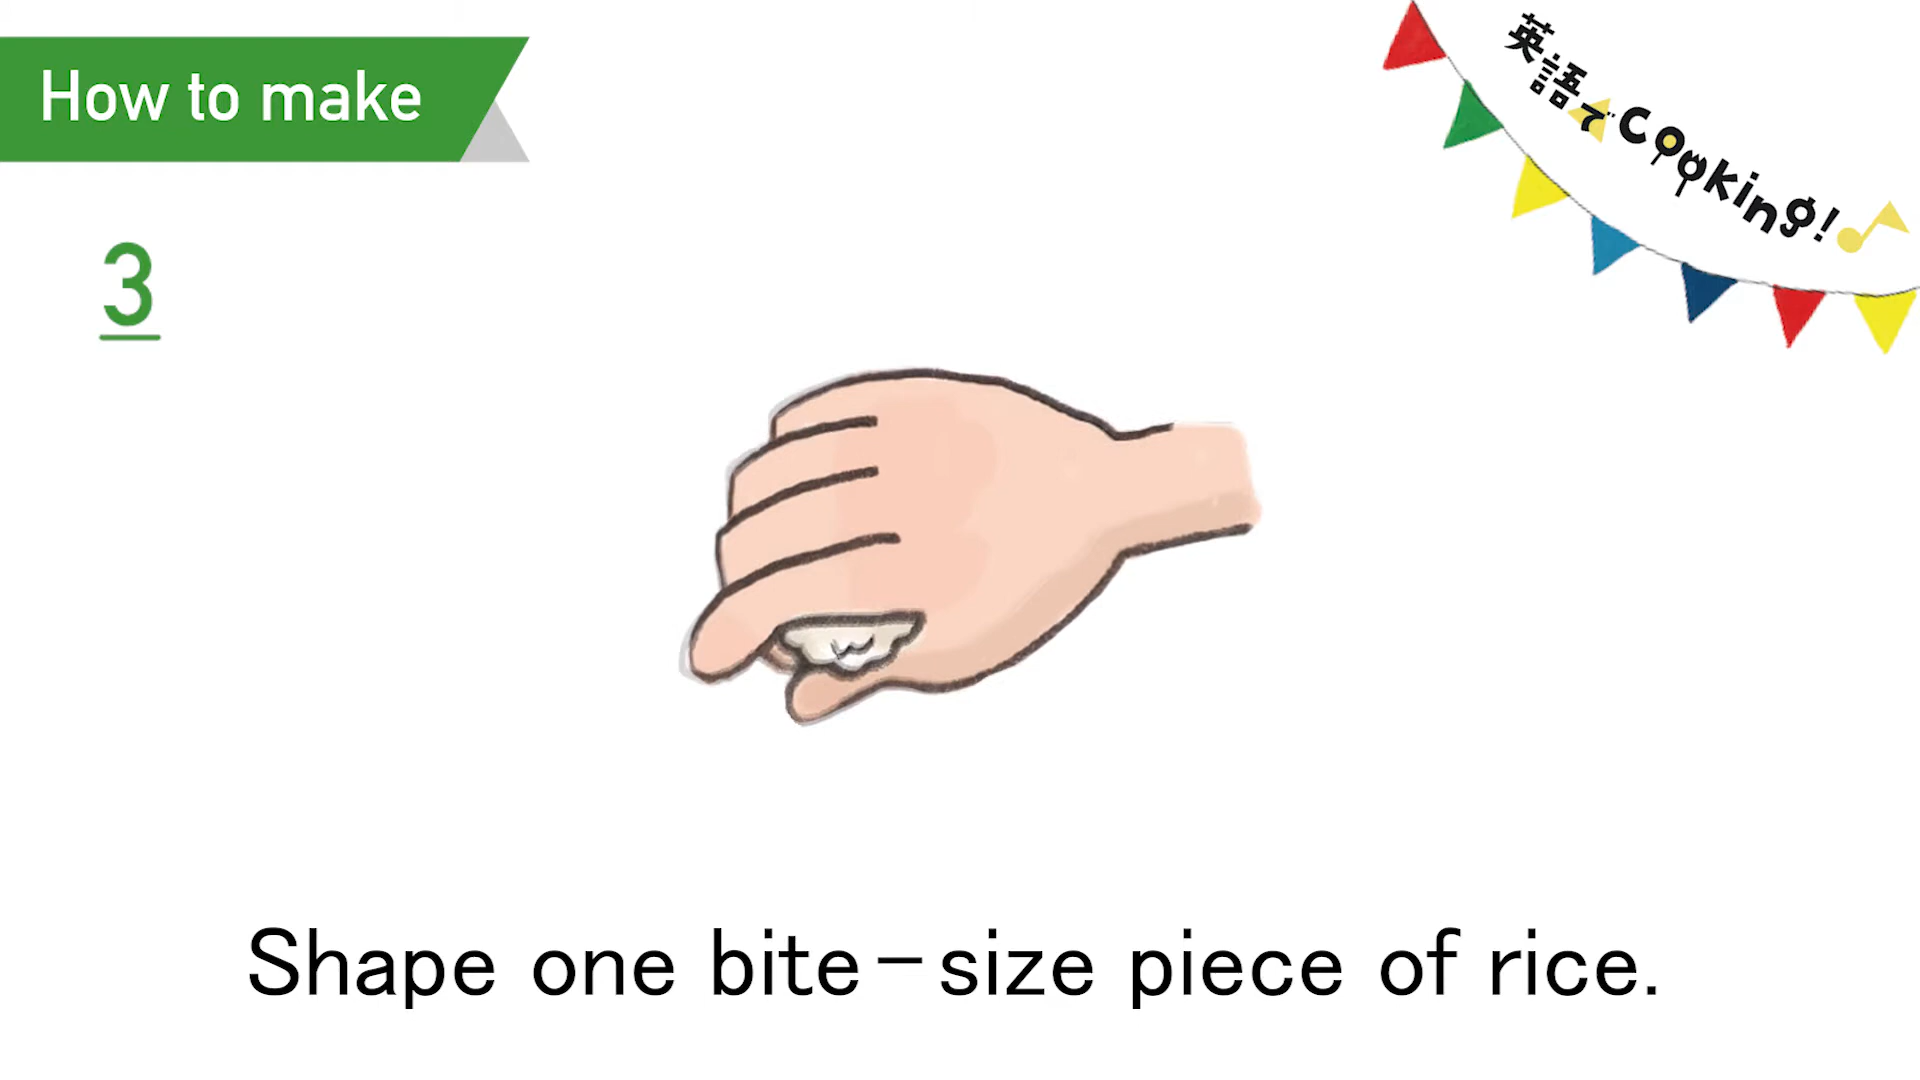 How to make
英語でCooking!
3
Shape one bite-size piece of rice.